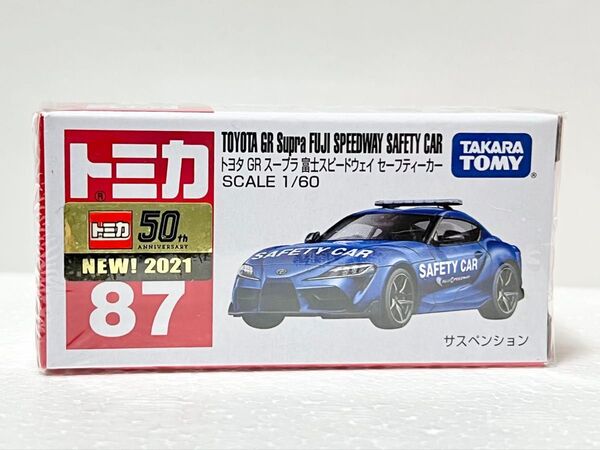 トミカ
®
トミカ 50th
ANNIVERSARY
NEW! 2021
87
TOYOTA GR Supra FUJI SPEEDWAY SAFETY CAR
トヨタ GR スープラ 富士スピードウェイ セーフティーカー
SCALE 1/60
TAKARA
TOMY
®
SAFETY CAR
SAFETY CAR
サスペンション